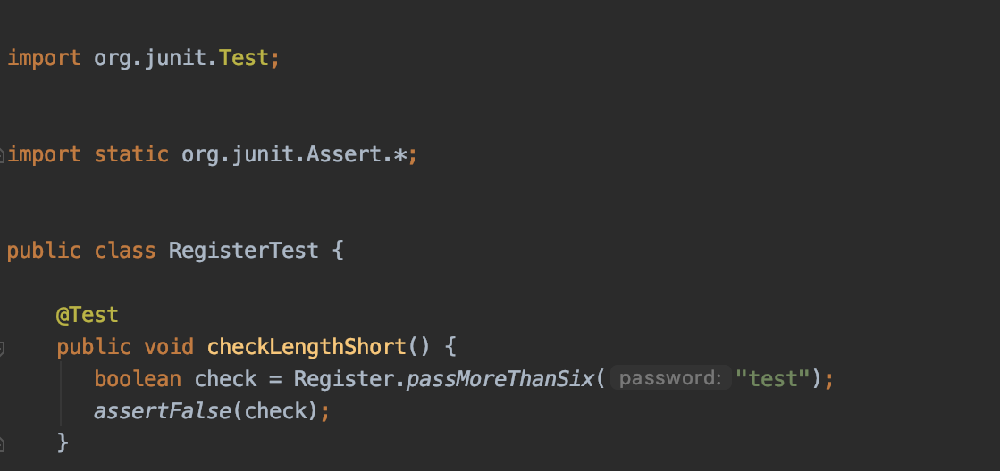 import org.junit.Test;
import static org.junit.Assert.*;
public class RegisterTest {
@Test
public void checkLengthShort() {
boolean check = Register.passMoreThanSix( password: "test");
assertFalse(check);
}